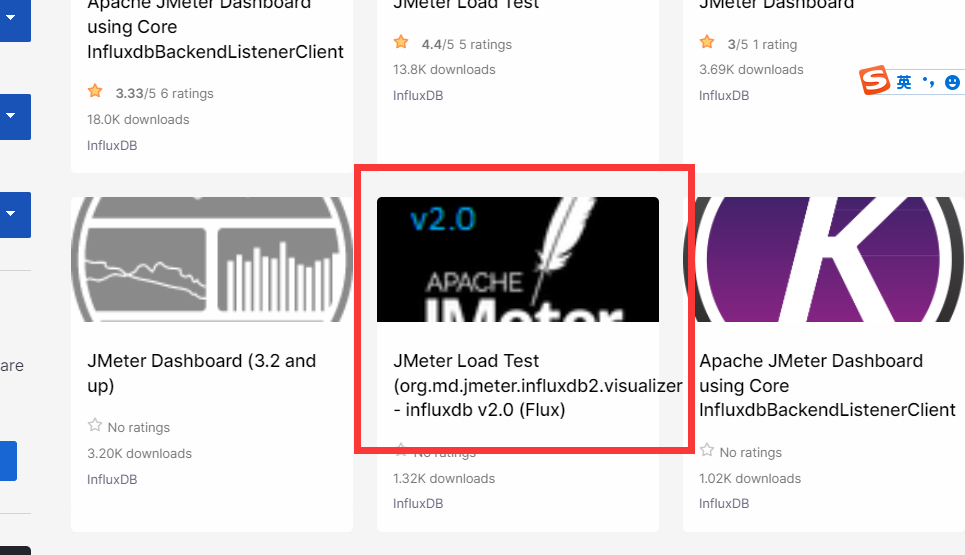 Apache JMeter Dashboard
using Core
InfluxdbBackendListenerClient
3.33/5 6 ratings
18.0K downloads
InfluxDB
JMeter Load Test
4.4/5 5 ratings
13.8K downloads
InfluxDB
JMeter Dashboard
3/5 1 rating
3.69K downloads
InfluxDB
S 英
are
JMeter Dashboard (3.2 and
up)
No ratings
3.20K downloads
InfluxDB
v2.0
APACHE
JMeter
JMeter Load Test
(org.md.jmeter.influxdb2.visualizer
- influxdb v2.0 (Flux)
No ratings
1.32K downloads
InfluxDB
K
Apache JMeter Dashboard
using Core
InfluxdbBackendListenerClient
No ratings
1.02K downloads
InfluxDB